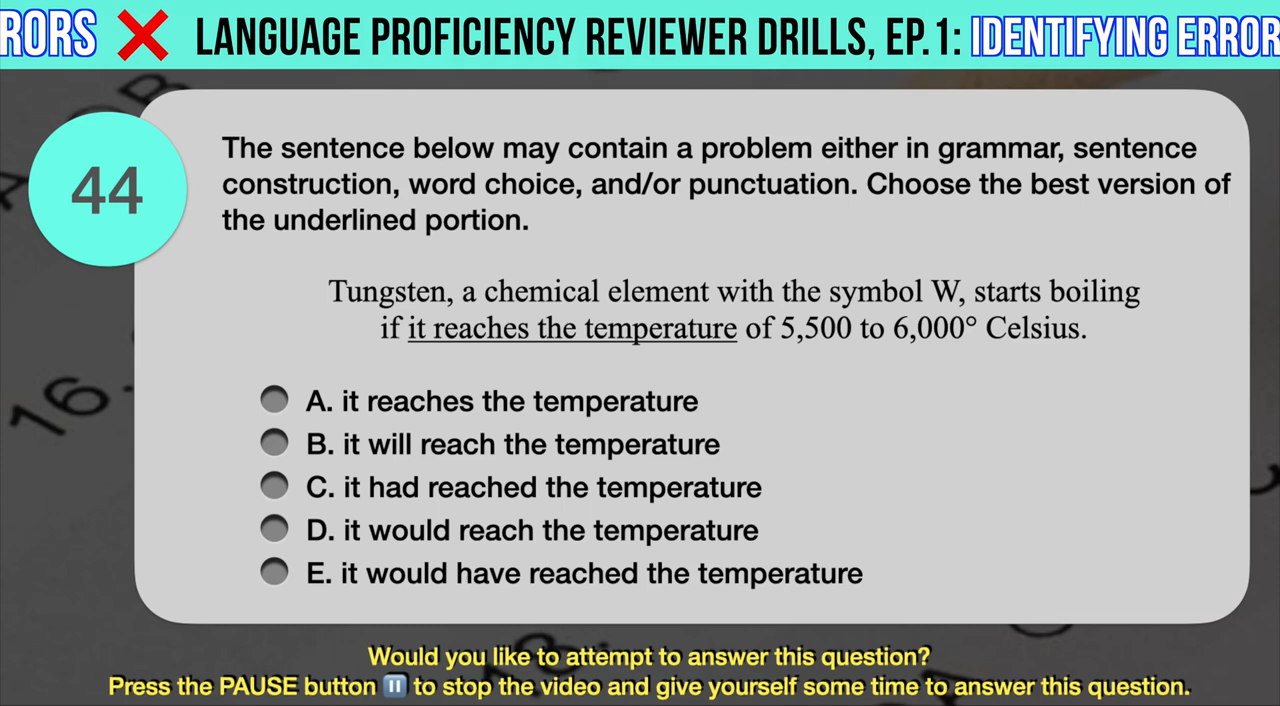 RORS ❌ LANGUAGE PROFICIENCY REVIEWER DRILLS, EP.1: IDENTIFYING ERROR
44
The sentence below may contain a problem either in grammar, sentence
construction, word choice, and/or punctuation. Choose the best version of
the underlined portion.
Tungsten, a chemical element with the symbol W, starts boiling
if it reaches the temperature of 5,500 to 6,000° Celsius.
A. it reaches the temperature
B. it will reach the temperature
C. it had reached the temperature
D. it would reach the temperature
E. it would have reached the temperature
16.
Would you like to attempt to answer this question?
Press the PAUSE button ⏸ to stop the video and give yourself some time to answer this question.